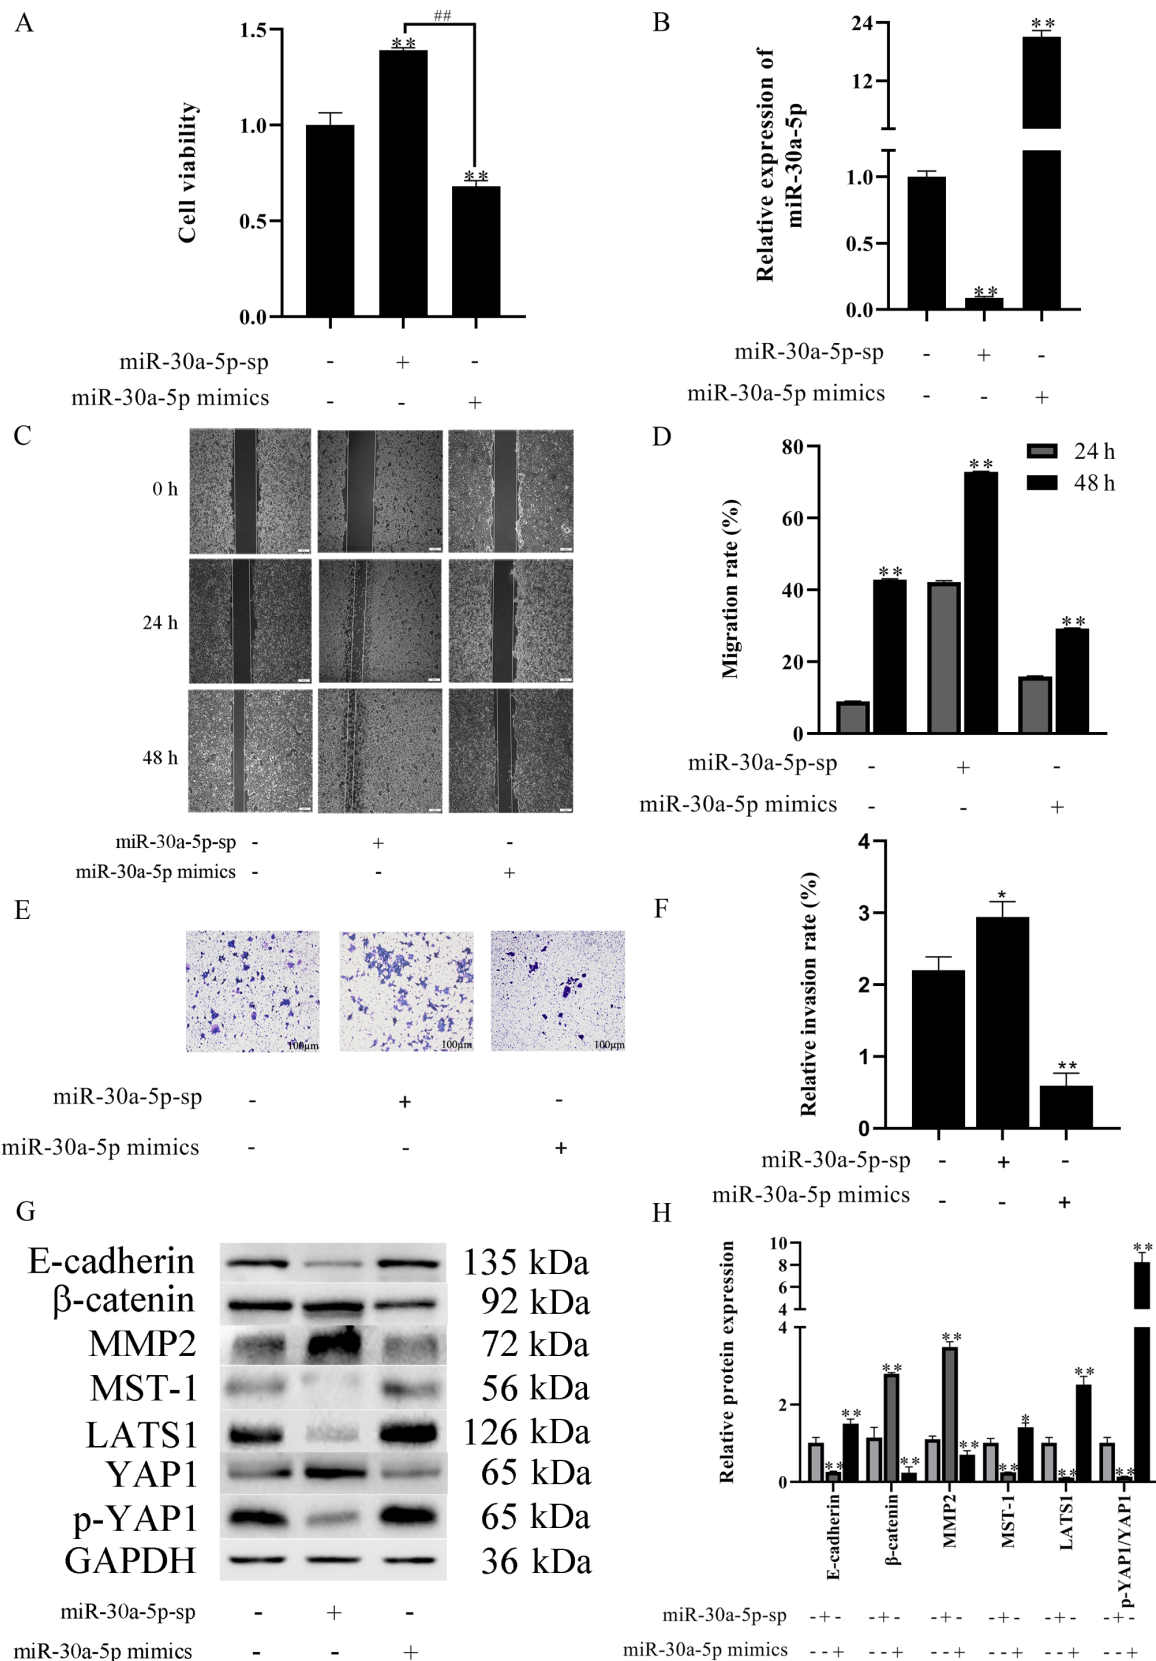 A
Cell viability
1.5
1.0
0.5
0.0
**
##
**
miR-30a-5p-sp - + -
miR-30a-5p mimics - - +
B
Relative expression of
miR-30a-5p
24
12
1.0
0.5
0.0
**
**
miR-30a-5p-sp - + -
miR-30a-5p mimics - - +
C
0 h
24 h
48 h
miR-30a-5p-sp - + -
miR-30a-5p mimics - - +
D
Migration rate (%)
80
60
40
20
0
24 h
48 h
**
**
**
miR-30a-5p-sp - + -
miR-30a-5p mimics - - +
E
100μm
100μm
100μm
miR-30a-5p-sp - + -
miR-30a-5p mimics - - +
F
Relative invasion rate (%)
4
3
2
1
0
*
**
miR-30a-5p-sp - + -
miR-30a-5p mimics - - +
G
E-cadherin 135 kDa
β-catenin 92 kDa
MMP2 72 kDa
MST-1 56 kDa
LATS1 126 kDa
YAP1 65 kDa
p-YAP1 65 kDa
GAPDH 36 kDa
miR-30a-5p-sp - + -
miR-30a-5p mimics - - +
H
Relative protein expression
10
8
6
4
4
2
0
** **
** **
** **
** *
** **
** **
E-cadherin
β-catenin
MMP2
MST-1
LATS1
p-YAP1/YAP1
miR-30a-5p-sp -+- -+- -+- -+- -+- -+-
miR-30a-5p mimics --+ --+ --+ --+ --+ --+